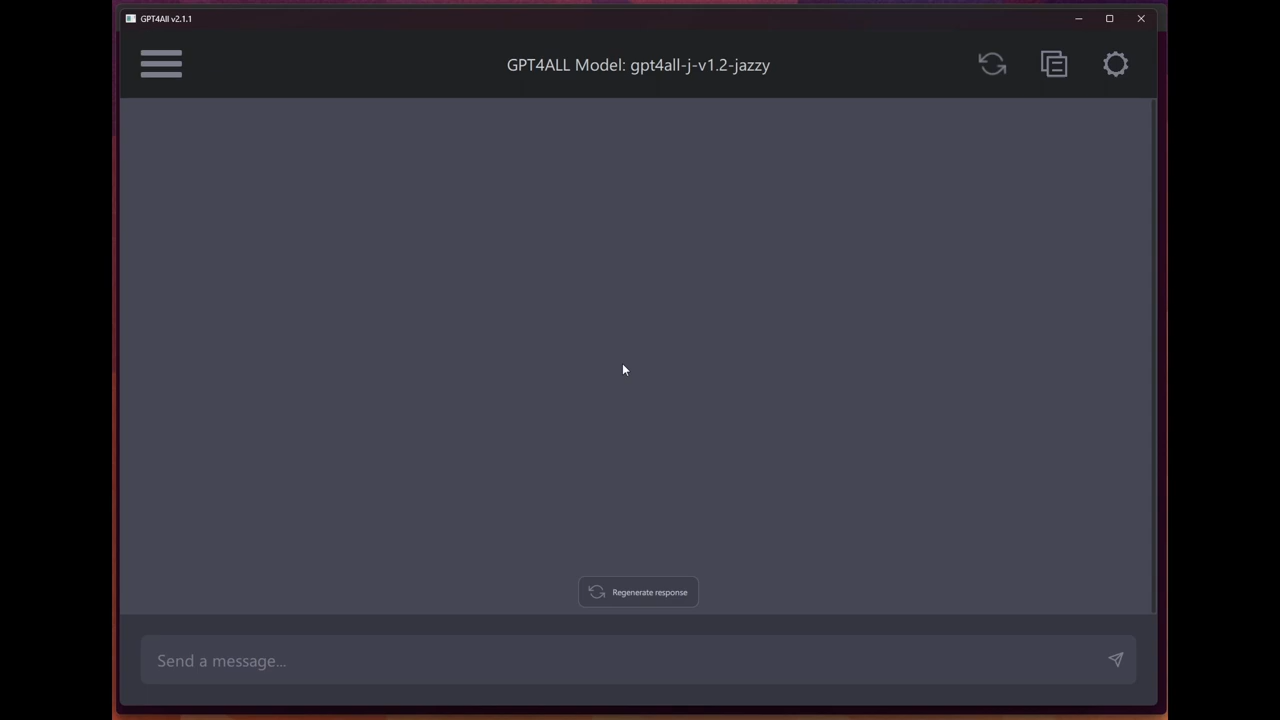 GPT4All v2.1.1
GPT4ALL Model: gpt4all-j-v1.2-jazzy
Regenerate response
Send a message...